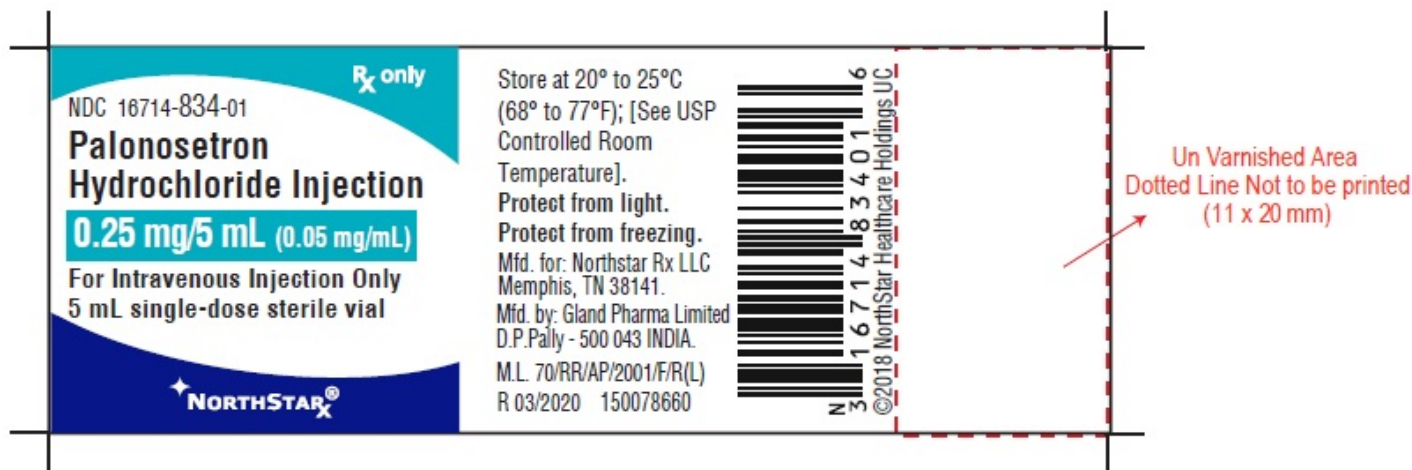 Rx only
NDC 16714-834-01
Palonosetron
Hydrochloride Injection
0.25 mg/5 mL (0.05 mg/mL)
For Intravenous Injection Only
5 mL single-dose sterile vial
NORTHSTARx®
Store at 20° to 25°C
(68° to 77°F); [See USP
Controlled Room
Temperature].
Protect from light.
Protect from freezing.
Mfd. for: Northstar Rx LLC
Memphis, TN 38141.
Mfd. by: Gland Pharma Limited
D.P.Pally - 500 043 INDIA.
M.L. 70/RR/AP/2001/F/R(L)
R 03/2020 150078660
N 3 16714 83401 6
©2018 NorthStar Healthcare Holdings UC
Un Varnished Area
Dotted Line Not to be printed
(11 x 20 mm)